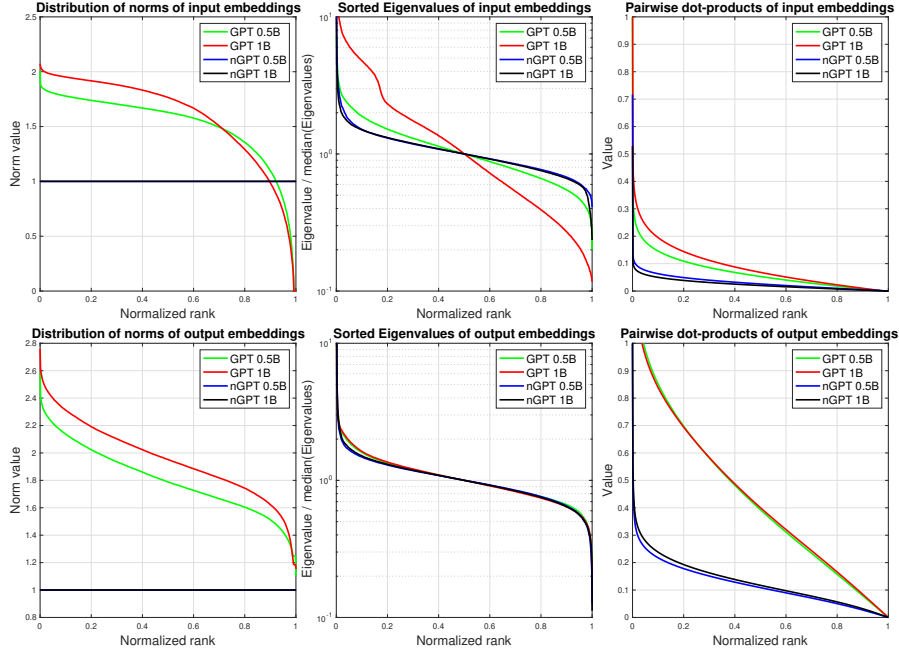 Distribution of norms of input embeddings
2.5
2
1.5
1
0.5
0
0 0.2 0.4 0.6 0.8 1
Norm value
Normalized rank
GPT 0.5B
GPT 1B
nGPT 0.5B
nGPT 1B
Sorted Eigenvalues of input embeddings
10^1
10^0
10^-1
0 0.2 0.4 0.6 0.8 1
Eigenvalue / median(Eigenvalues)
Normalized rank
GPT 0.5B
GPT 1B
nGPT 0.5B
nGPT 1B
Pairwise dot-products of input embeddings
1
0.9
0.8
0.7
0.6
0.5
0.4
0.3
0.2
0.1
0
0 0.2 0.4 0.6 0.8 1
Value
Normalized rank
GPT 0.5B
GPT 1B
nGPT 0.5B
nGPT 1B
Distribution of norms of output embeddings
2.8
2.6
2.4
2.2
2
1.8
1.6
1.4
1.2
1
0.8
0 0.2 0.4 0.6 0.8 1
Norm value
Normalized rank
GPT 0.5B
GPT 1B
nGPT 0.5B
nGPT 1B
Sorted Eigenvalues of output embeddings
10^1
10^0
10^-1
0 0.2 0.4 0.6 0.8 1
Eigenvalue / median(Eigenvalues)
Normalized rank
GPT 0.5B
GPT 1B
nGPT 0.5B
nGPT 1B
Pairwise dot-products of output embeddings
1
0.9
0.8
0.7
0.6
0.5
0.4
0.3
0.2
0.1
0
0 0.2 0.4 0.6 0.8 1
Value
Normalized rank
GPT 0.5B
GPT 1B
nGPT 0.5B
nGPT 1B